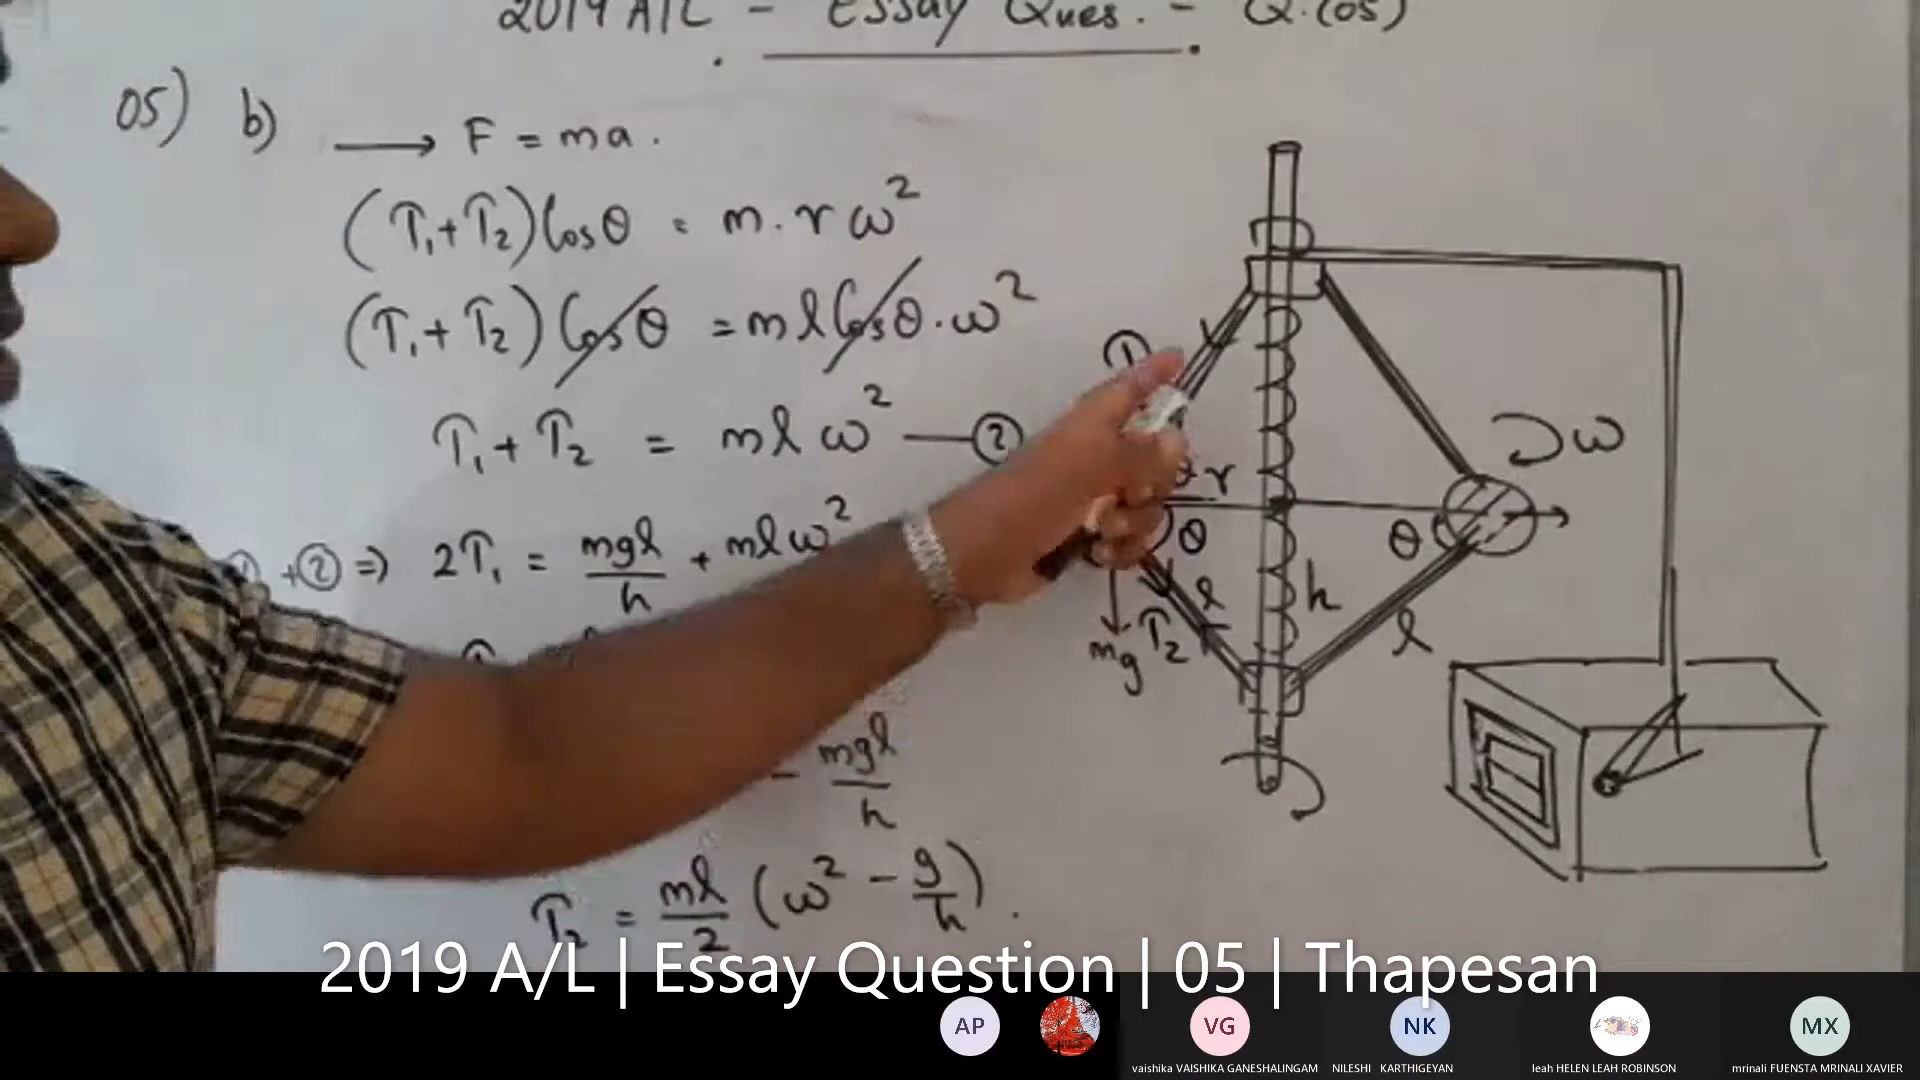 2019 A/L - Essay Ques. - Q.(05)
05) b) → F = ma.
(T₁+T₂)Cosθ = m.rω²
(T₁+T₂)Cosθ = mlCosθ.ω²
T₁+T₂ = mlω² — ②
+② ⇒ 2T₁ = mgl/h + mlω²
- mgl/h
T₂ = ml/2 (ω² - g/h).
T
r
θ
θ
ω
h
l
l
mg
T₂
2019 A/L | Essay Question | 05 | Thapesan
AP
VG
NK
MX
vaishika VAISHIKA GANESHALINGAM
NILESHI KARTHIGEYAN
leah HELEN LEAH ROBINSON
mrinali FUENSTA MRINALI XAVIER